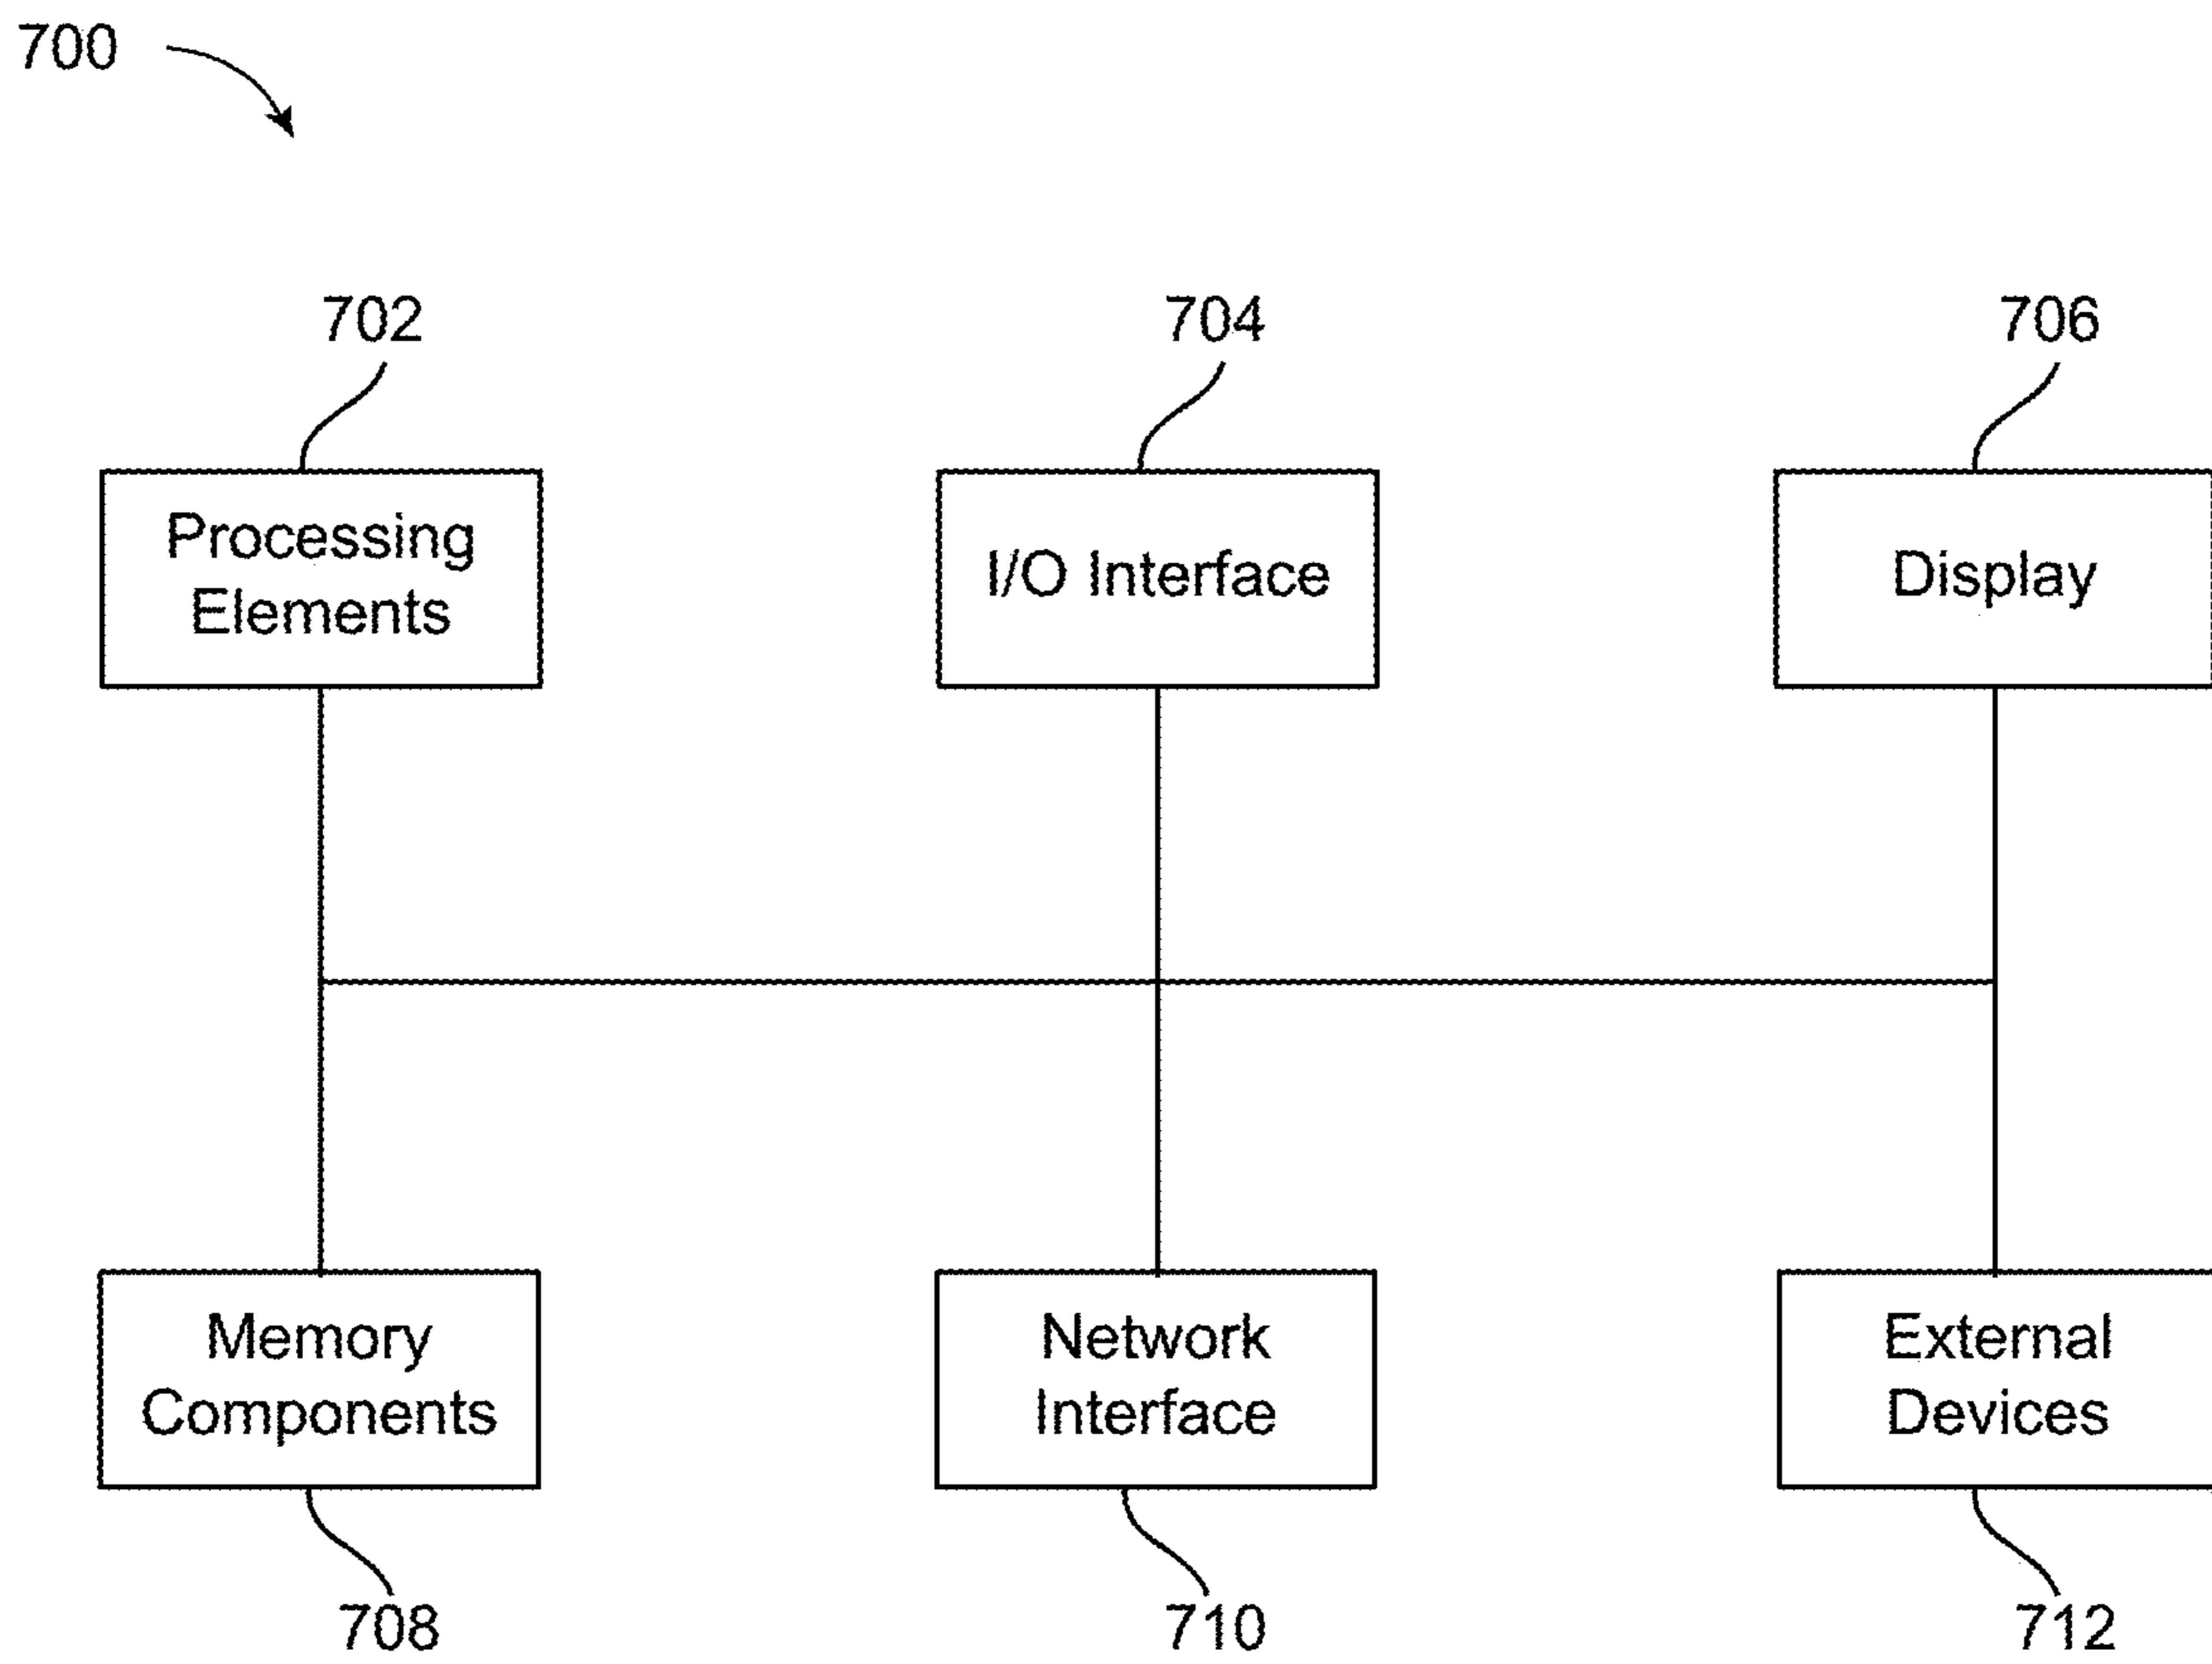 700
702
704
706
Processing
Elements
I/O Interface
Display
Memory
Components
Network
Interface
External
Devices
708
710
712